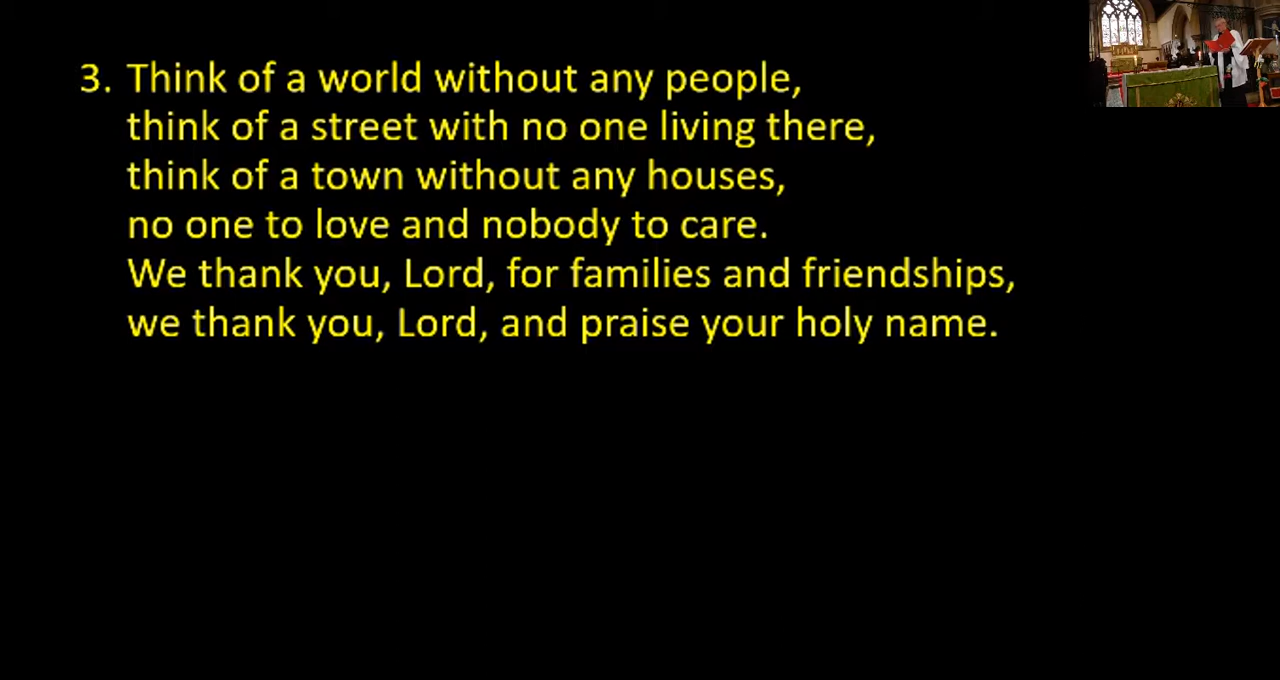 3. Think of a world without any people,
think of a street with no one living there,
think of a town without any houses,
no one to love and nobody to care.
We thank you, Lord, for families and friendships,
we thank you, Lord, and praise your holy name.